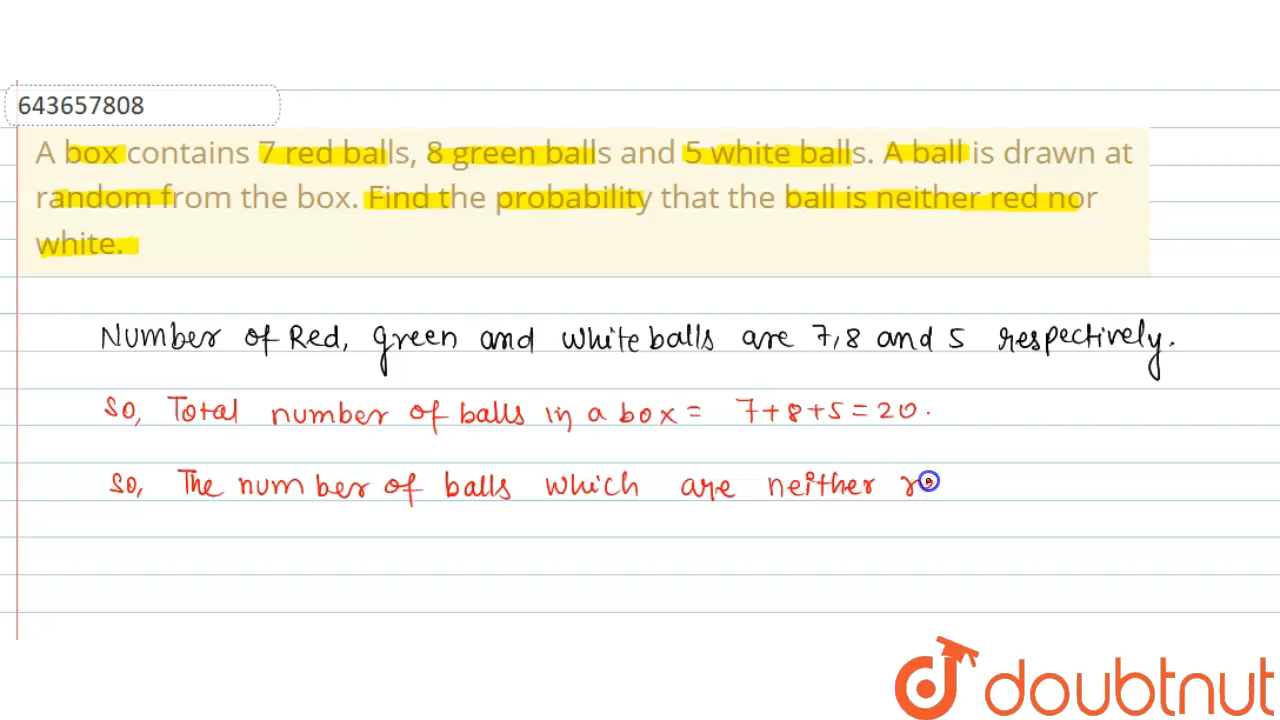 643657808
A box contains 7 red balls, 8 green balls and 5 white balls. A ball is drawn at
random from the box. Find the probability that the ball is neither red nor
white.
Number of Red, green and white balls are 7,8 and 5 respectively.
So, Total number of balls in a box = 7+8+5=20.
So, The number of balls which are neither
doubtnut